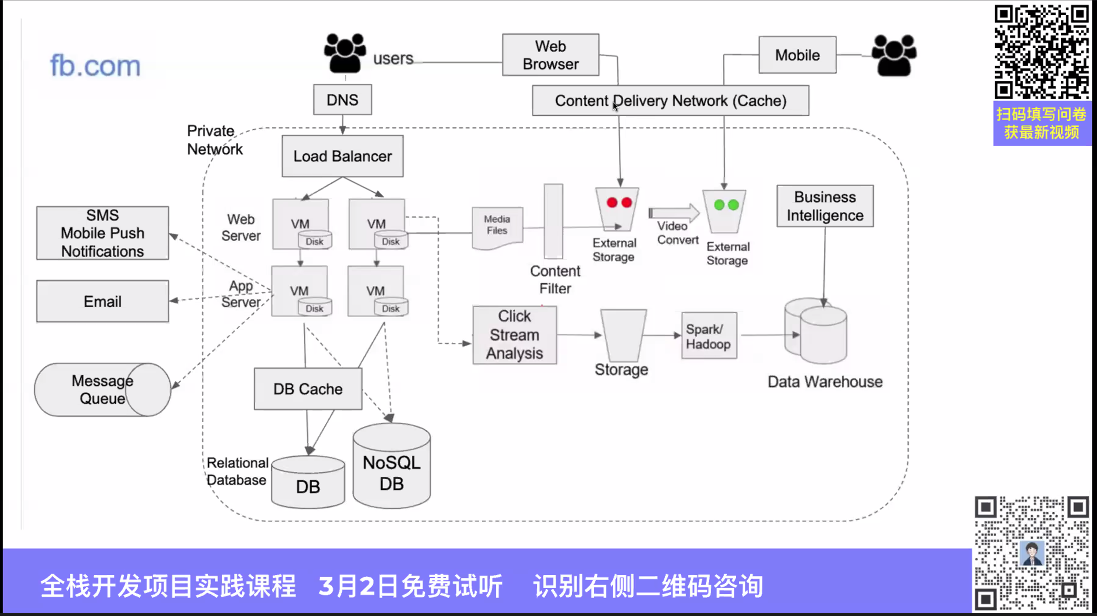 fb.com
users
Web
Browser
Mobile
DNS
Content Delivery Network (Cache)
扫码填写问卷
获最新视频
Private
Network
Load Balancer
Business
Intelligence
SMS
Mobile Push
Notifications
Web
Server
VM
Disk
VM
Disk
Media
Files
Content
Filter
External
Storage
Video
Convert
External
Storage
Email
App
Server
VM
Disk
VM
Disk
Click
Stream
Analysis
Storage
Spark/
Hadoop
Data Warehouse
Message
Queue
DB Cache
Relational
Database
DB
NoSQL
DB
全栈开发项目实践课程 3月2日免费试听 识别右侧二维码咨询